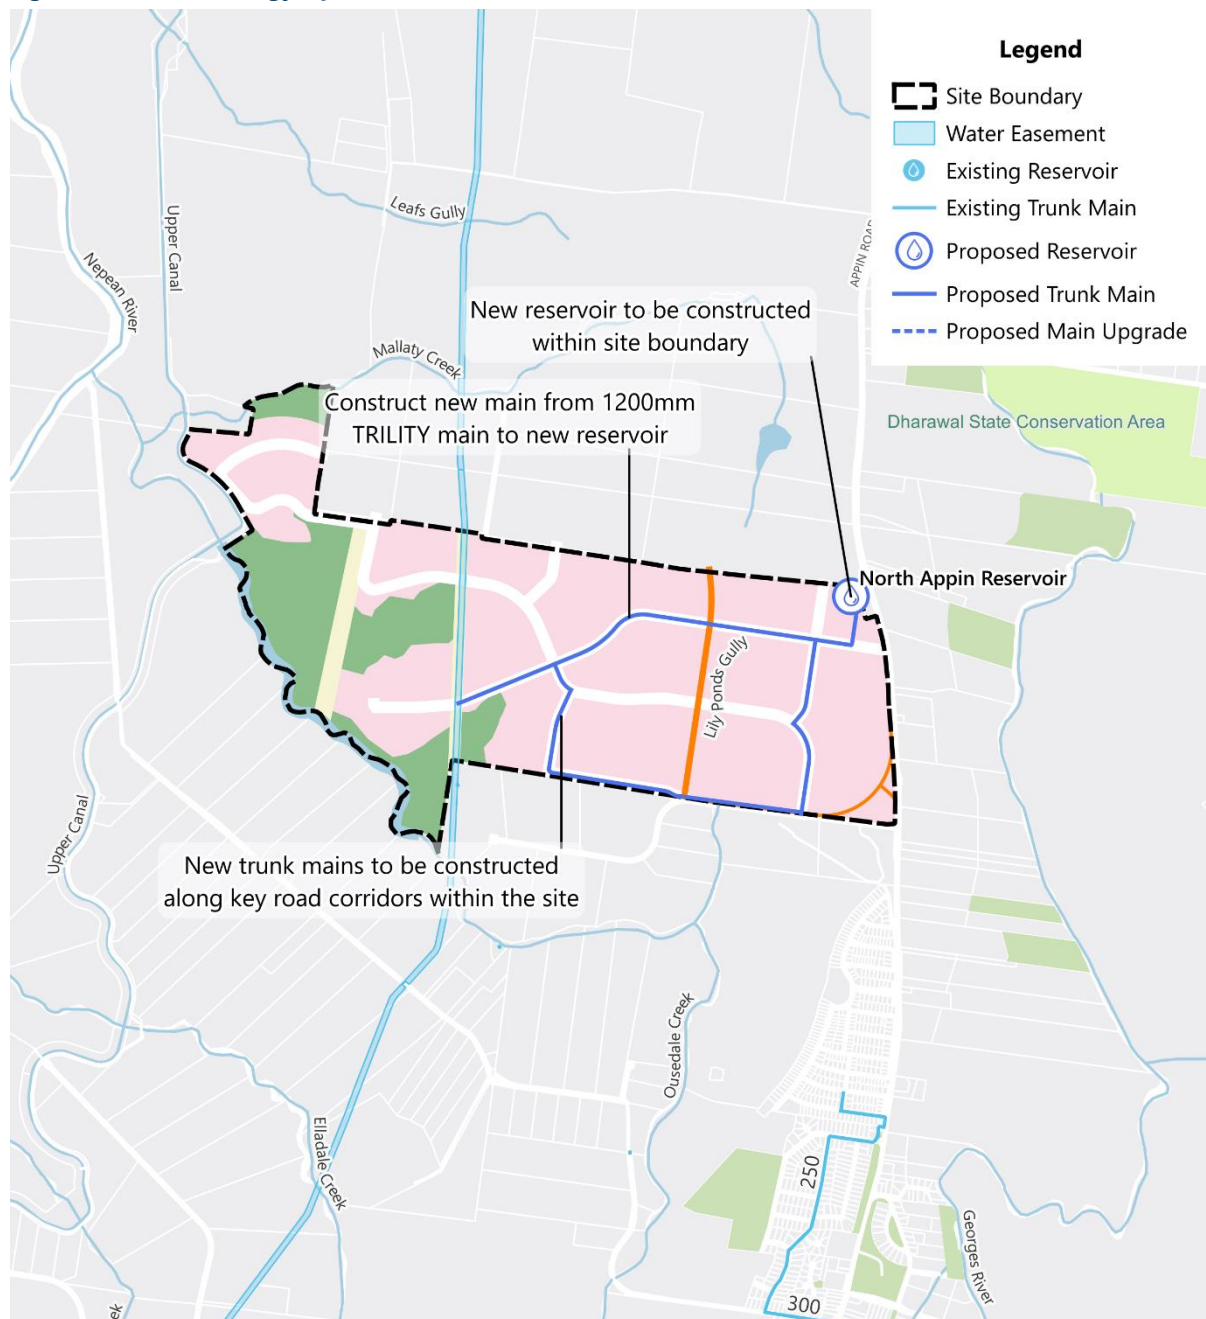 Legend
Site Boundary
Water Easement
Existing Reservoir
Existing Trunk Main
Proposed Reservoir
Proposed Trunk Main
Proposed Main Upgrade
Upper Canal
Leafs Gully
APPIN ROAD
Nepean River
New reservoir to be constructed
within site boundary
Mallaty Creek
Construct new main from 1200mm
TRILITY main to new reservoir
Dharawal State Conservation Area
North Appin Reservoir
Lily Ponds Gully
Upper Canal
New trunk mains to be constructed
along key road corridors within the site
Ousedale Creek
Elladale Creek
250
Georges River
300